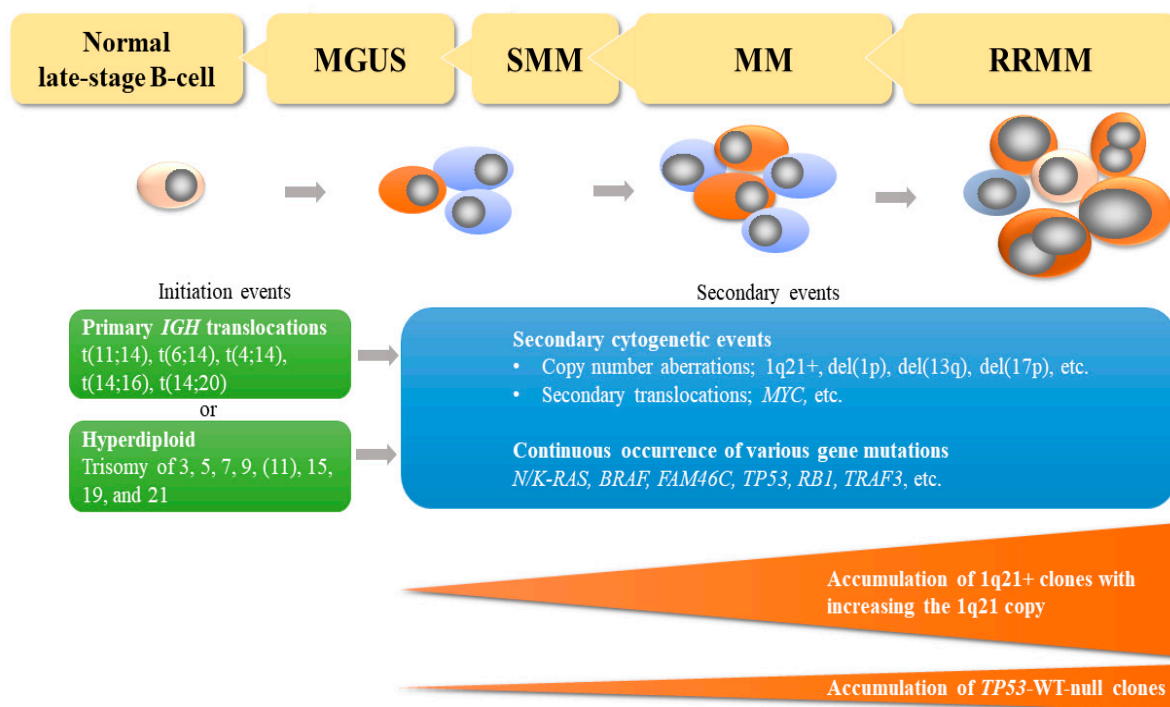 Normal
late-stage B-cell
MGUS
SMM
MM
RRMM
Initiation events
Secondary events
Primary IGH translocations
t(11;14), t(6;14), t(4;14),
t(14;16), t(14;20)
or
Hyperdiploid
Trisomy of 3, 5, 7, 9, (11), 15,
19, and 21
Secondary cytogenetic events
• Copy number aberrations; 1q21+, del(1p), del(13q), del(17p), etc.
• Secondary translocations; MYC, etc.
Continuous occurrence of various gene mutations
N/K-RAS, BRAF, FAM46C, TP53, RB1, TRAF3, etc.
Accumulation of 1q21+ clones with
increasing the 1q21 copy
Accumulation of TP53-WT-null clones